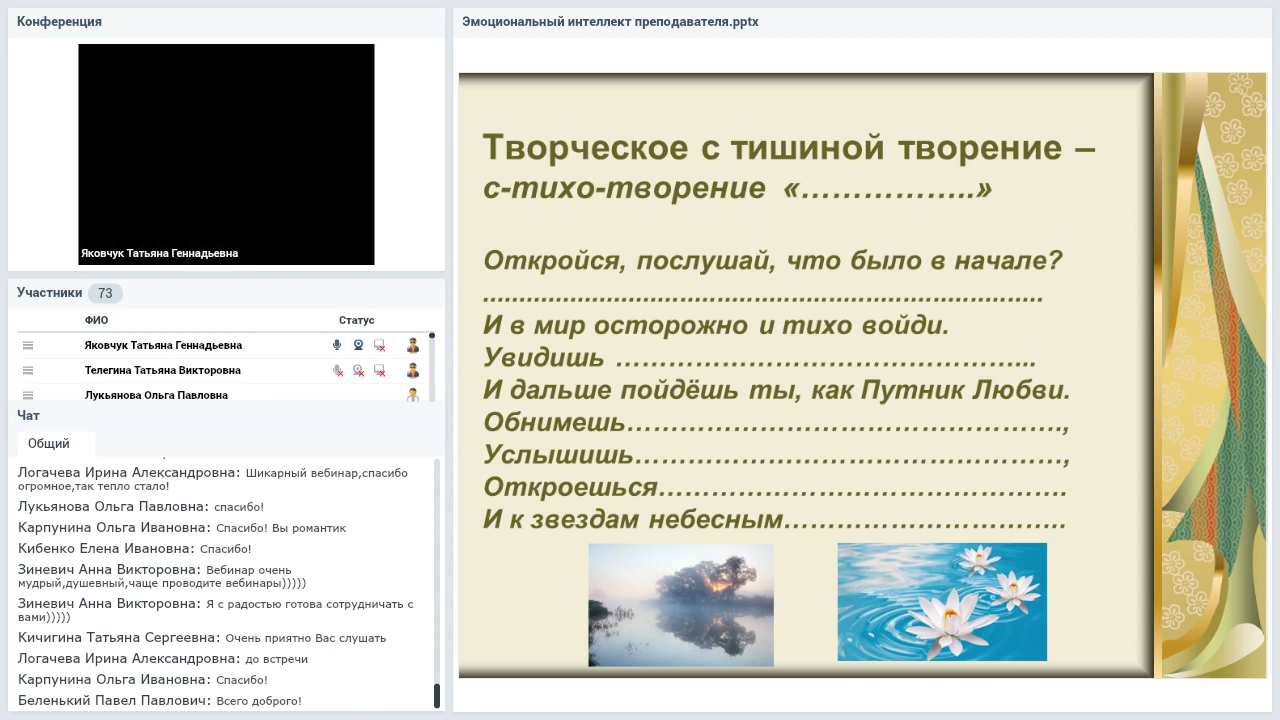 Конференция
Яковчук Татьяна Геннадьевна
Участники 73
ФИО Статус
Яковчук Татьяна Геннадьевна
Телегина Татьяна Викторовна
Лукьянова Ольга Павловна
Чат
Общий
Логачева Ирина Александровна: Шикарный вебинар,спасибо
огромное,так тепло стало!
Лукьянова Ольга Павловна: спасибо!
Карпунина Ольга Ивановна: Спасибо! Вы романтик
Кибенко Елена Ивановна: Спасибо!
Зиневич Анна Викторовна: Вебинар очень
мудрый,душевный,чаще проводите вебинары)))))
Зиневич Анна Викторовна: Я с радостью готова сотрудничать с
вами)))))
Кичигина Татьяна Сергеевна: Очень приятно Вас слушать
Логачева Ирина Александровна: до встречи
Карпунина Ольга Ивановна: Спасибо!
Беленький Павел Павлович: Всего доброго!
Эмоциональный интеллект преподавателя.pptx
Творческое с тишиной творение –
с-тихо-творение «……………..»
Откройся, послушай, что было в начале?
.............................................................................
И в мир осторожно и тихо войди.
Увидишь …………………………………….…..
И дальше пойдёшь ты, как Путник Любви.
Обнимешь……………………………………….,
Услышишь………………………………………,
Откроешься…………………………………….
И к звездам небесным…………………………..